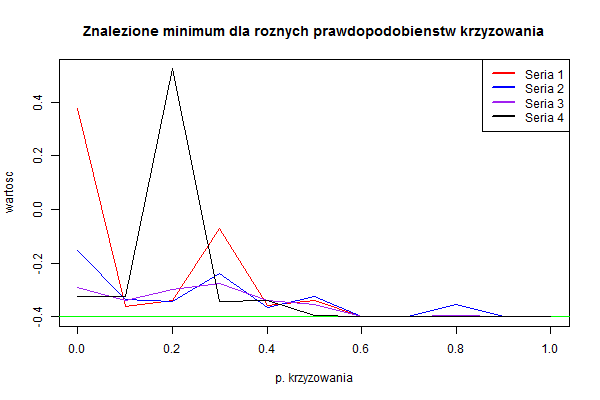 Znalezione minimum dla roznych prawdopodobienstw krzyzowania
Seria 1
Seria 2
Seria 3
Seria 4
wartosc
0.4
0.2
0.0
-0.2
-0.4
0.0 0.2 0.4 0.6 0.8 1.0
p. krzyzowania